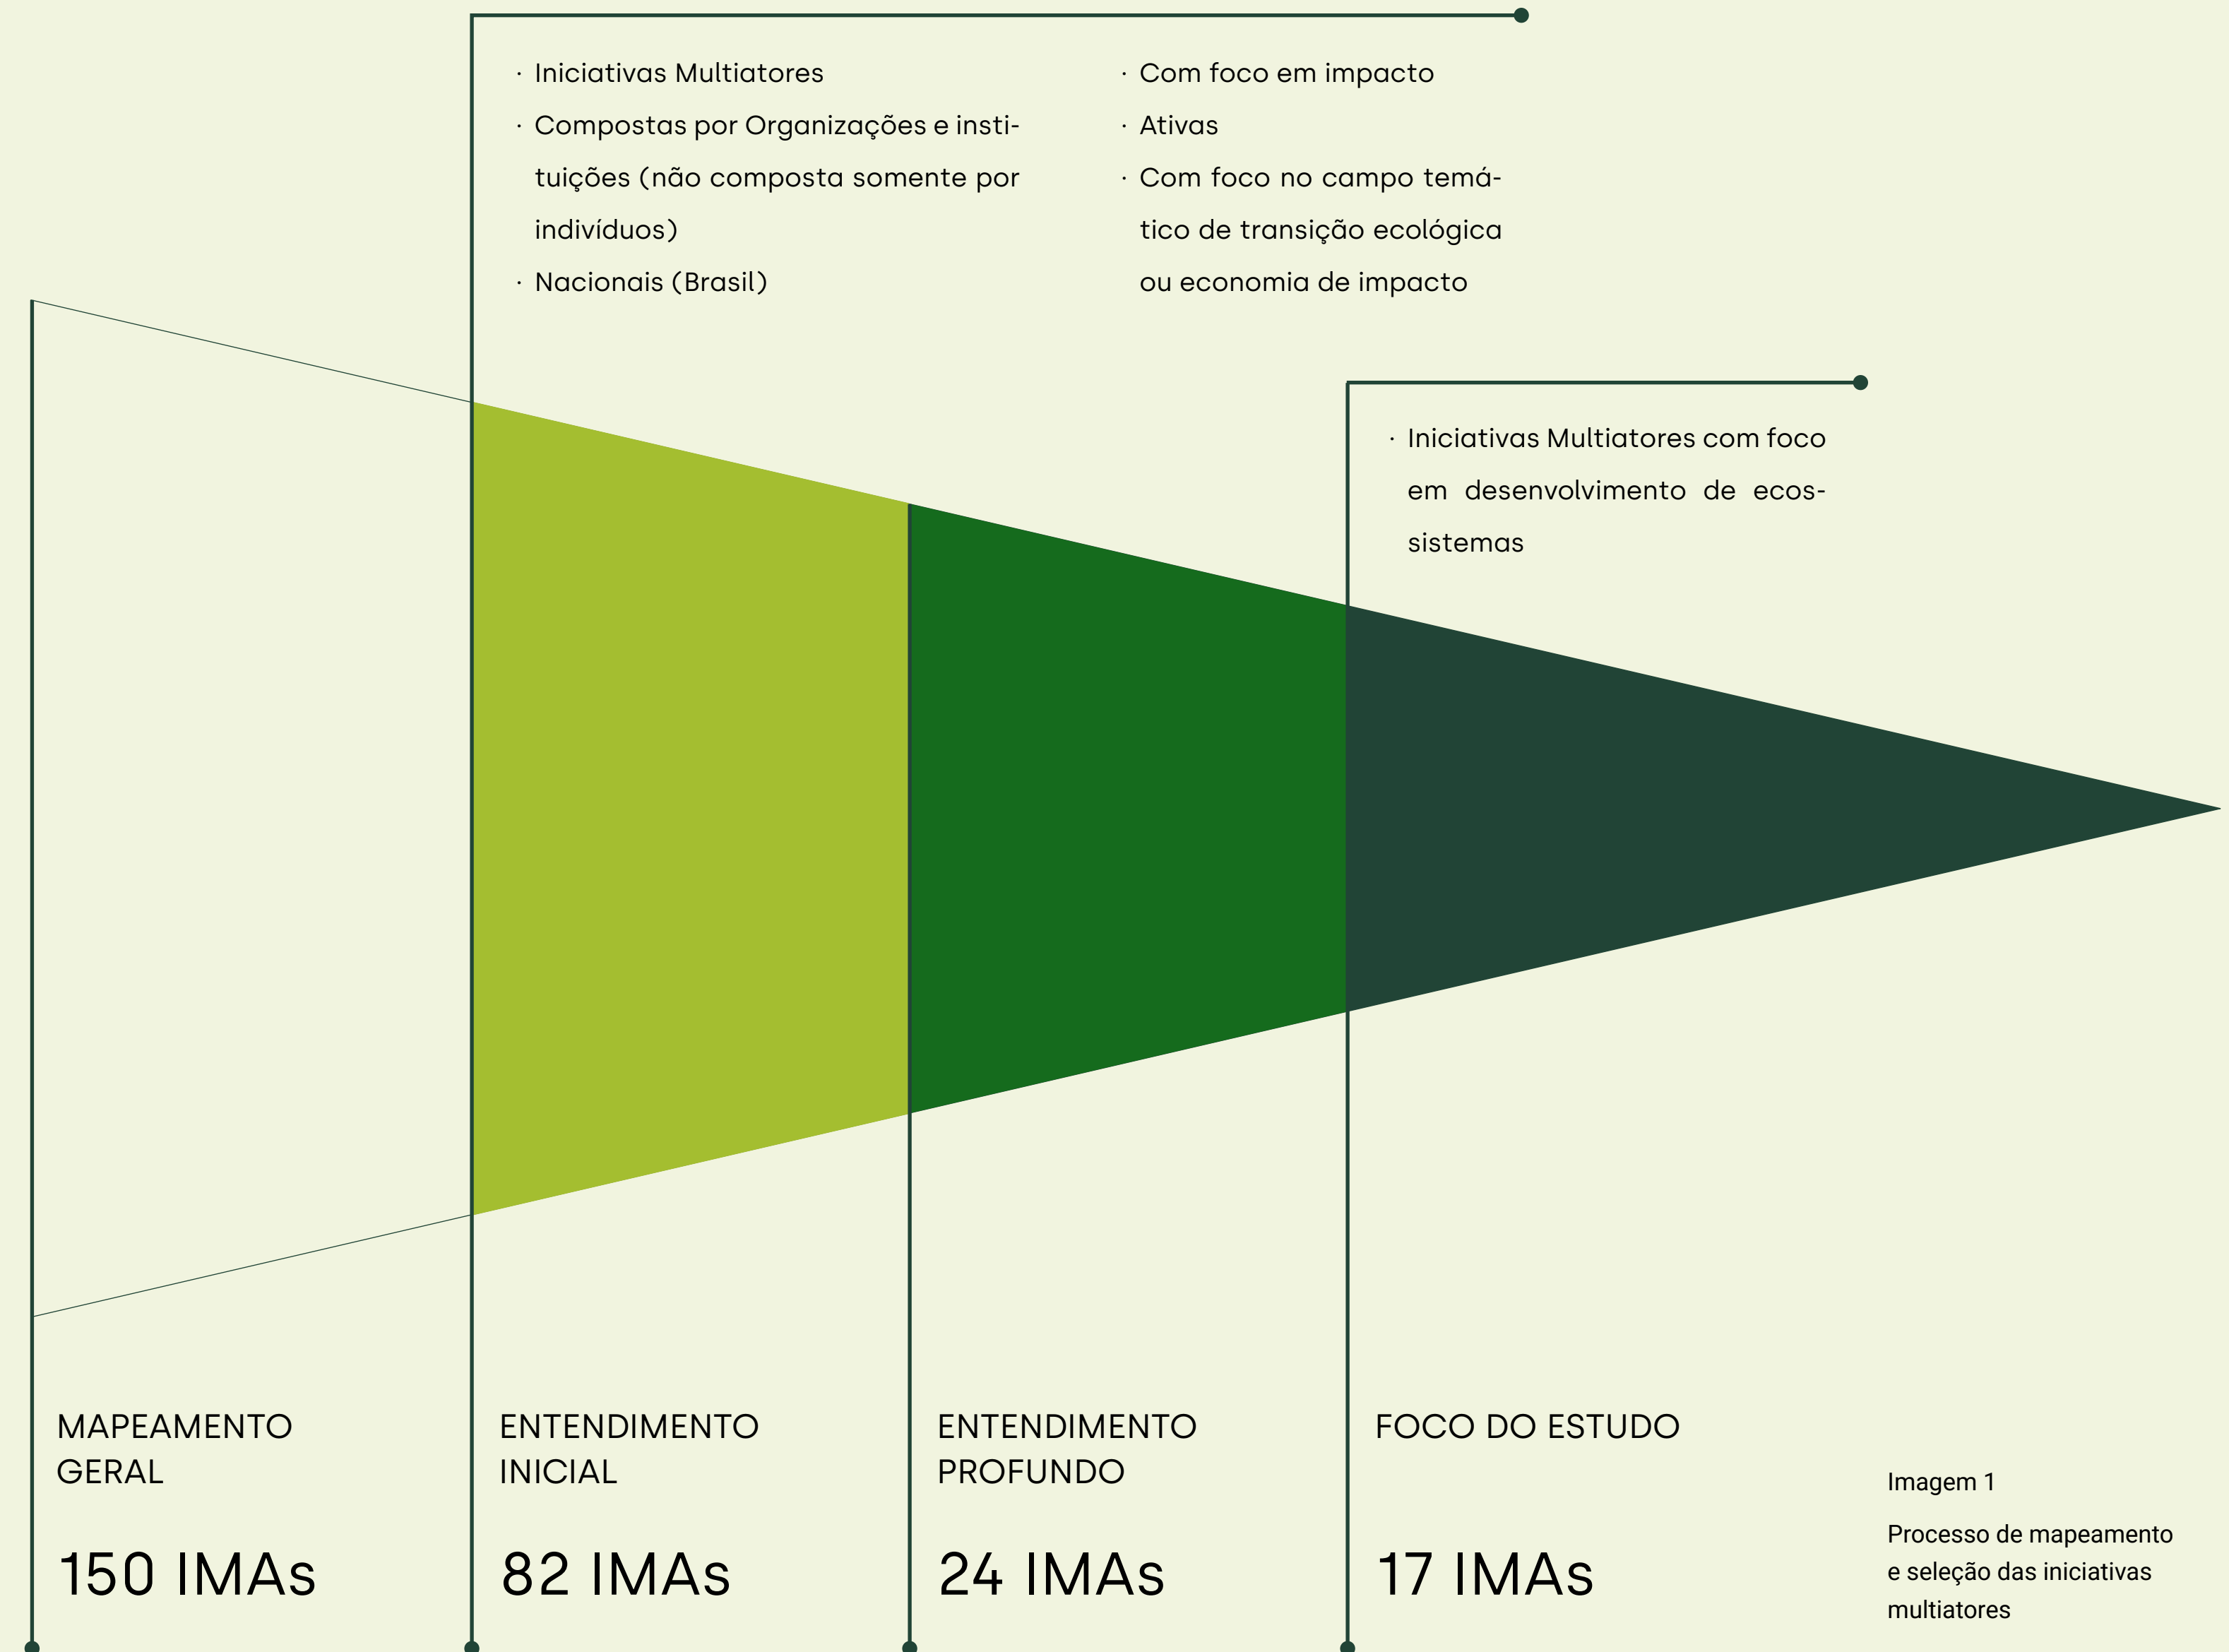 · Iniciativas Multiatores
· Compostas por Organizações e insti-
tuições (não composta somente por
indivíduos)
· Nacionais (Brasil)
· Com foco em impacto
· Ativas
· Com foco no campo temá-
tico de transição ecológica
ou economia de impacto
· Iniciativas Multiatores com foco
em desenvolvimento de ecos-
sistemas
MAPEAMENTO
GERAL
150 IMAs
ENTENDIMENTO
INICIAL
82 IMAs
ENTENDIMENTO
PROFUNDO
24 IMAs
FOCO DO ESTUDO
17 IMAs
Imagem 1
Processo de mapeamento
e seleção das iniciativas
multiatores